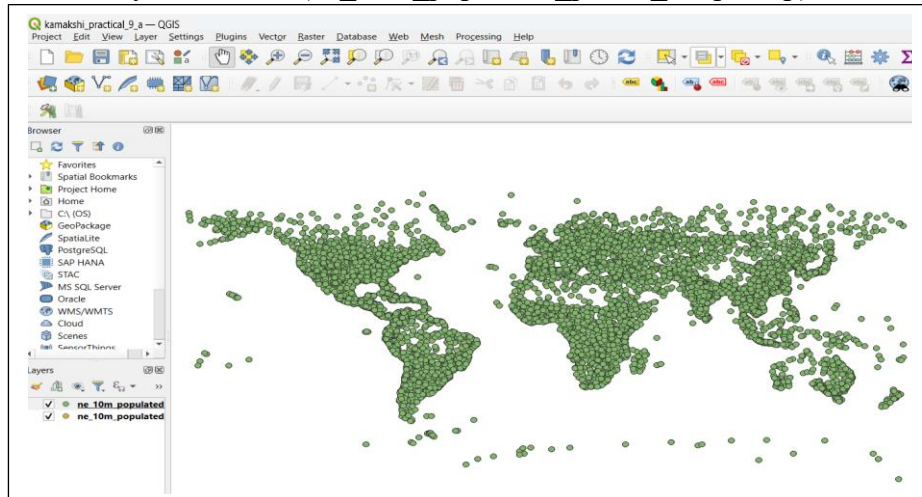 kamakshi_practical_9_a — QGIS
Project Edit View Layer Settings Plugins Vector Raster Database Web Mesh Processing Help
Browser
Favorites
Spatial Bookmarks
Project Home
Home
C:\ (OS)
GeoPackage
SpatiaLite
PostgreSQL
SAP HANA
STAC
MS SQL Server
Oracle
WMS/WMTS
Cloud
Scenes
SensorThings
Layers
ne_10m_populated
ne_10m_populated